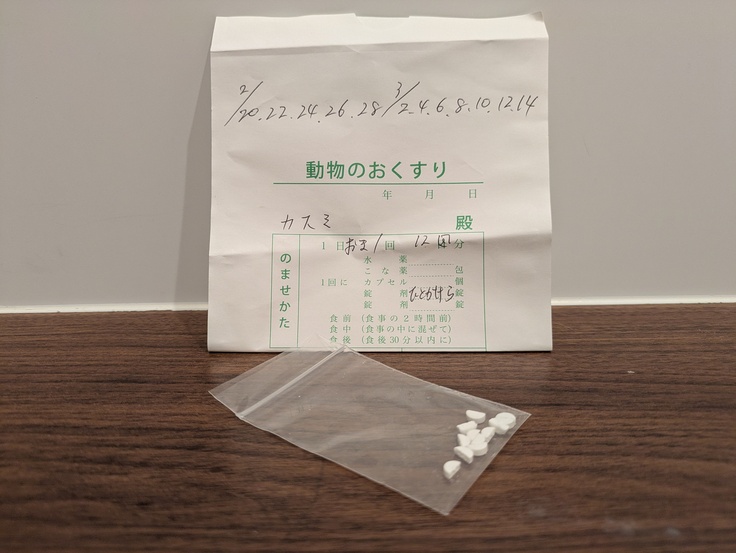 2/20.22.24.26.28 3/2.4.6.8.10.12.14
動物のおくすり
年 月 日
カスミ 殿
のませかた
1日おき1回 12回分
水薬
こな薬 包
1回に カプセル 個
錠剤 ひとかけら 錠
錠剤 錠
食前 (食事の2時間前)
食中 (食事の中に混ぜて)
食後 (食後30分以内に)